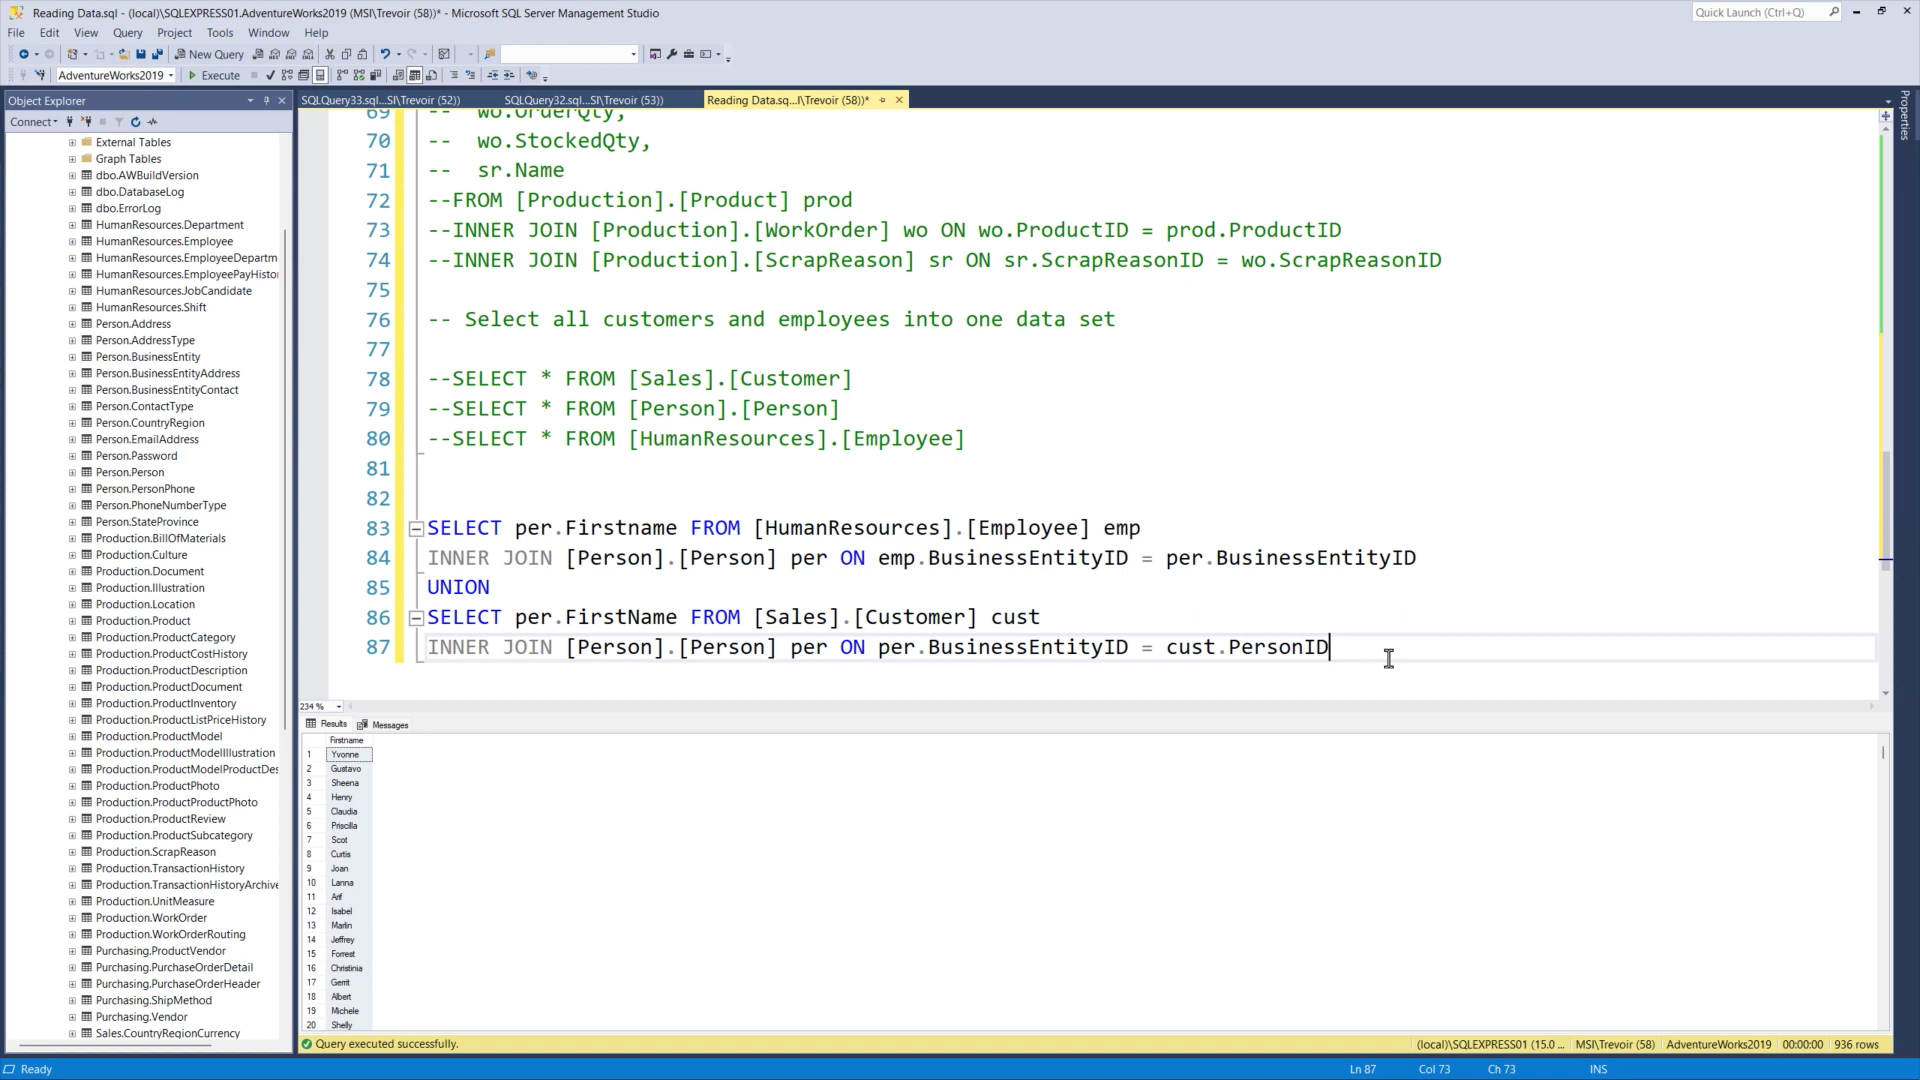 Reading Data.sql - (local)\SQLEXPRESS01.AdventureWorks2019 (MSI\Trevoir (58))* - Microsoft SQL Server Management Studio
Quick Launch (Ctrl+Q)
File Edit View Query Project Tools Window Help
New Query
AdventureWorks2019 Execute
Object Explorer
Connect
External Tables
Graph Tables
dbo.AWBuildVersion
dbo.DatabaseLog
dbo.ErrorLog
HumanResources.Department
HumanResources.Employee
HumanResources.EmployeeDepartm
HumanResources.EmployeePayHisto
HumanResources.JobCandidate
HumanResources.Shift
Person.Address
Person.AddressType
Person.BusinessEntity
Person.BusinessEntityAddress
Person.BusinessEntityContact
Person.ContactType
Person.CountryRegion
Person.EmailAddress
Person.Password
Person.Person
Person.PersonPhone
Person.PhoneNumberType
Person.StateProvince
Production.BillOfMaterials
Production.Culture
Production.Document
Production.Illustration
Production.Location
Production.Product
Production.ProductCategory
Production.ProductCostHistory
Production.ProductDescription
Production.ProductDocument
Production.ProductInventory
Production.ProductListPriceHistory
Production.ProductModel
Production.ProductModelIllustration
Production.ProductModelProductDes
Production.ProductPhoto
Production.ProductProductPhoto
Production.ProductReview
Production.ProductSubcategory
Production.ScrapReason
Production.TransactionHistory
Production.TransactionHistoryArchive
Production.UnitMeasure
Production.WorkOrder
Production.WorkOrderRouting
Purchasing.ProductVendor
Purchasing.PurchaseOrderDetail
Purchasing.PurchaseOrderHeader
Purchasing.ShipMethod
Purchasing.Vendor
Sales.CountryRegionCurrency
SQLQuery33.sql...SI\Trevoir (52)) SQLQuery32.sql...SI\Trevoir (53)) Reading Data.sq...I\Trevoir (58))*
Properties
69 -- wo.OrderQty,
70 -- wo.StockedQty,
71 -- sr.Name
72 --FROM [Production].[Product] prod
73 --INNER JOIN [Production].[WorkOrder] wo ON wo.ProductID = prod.ProductID
74 --INNER JOIN [Production].[ScrapReason] sr ON sr.ScrapReasonID = wo.ScrapReasonID
75
76 -- Select all customers and employees into one data set
77
78 --SELECT * FROM [Sales].[Customer]
79 --SELECT * FROM [Person].[Person]
80 --SELECT * FROM [HumanResources].[Employee]
81
82
83 SELECT per.Firstname FROM [HumanResources].[Employee] emp
84 INNER JOIN [Person].[Person] per ON emp.BusinessEntityID = per.BusinessEntityID
85 UNION
86 SELECT per.FirstName FROM [Sales].[Customer] cust
87 INNER JOIN [Person].[Person] per ON per.BusinessEntityID = cust.PersonID
234 %
Results Messages
Firstname
1 Yvonne
2 Gustavo
3 Sheena
4 Henry
5 Claudia
6 Priscilla
7 Scot
8 Curtis
9 Joan
10 Lanna
11 Arif
12 Isabel
13 Marlin
14 Jeffrey
15 Forrest
16 Christinia
17 Gerrit
18 Albert
19 Michele
20 Shelly
Query executed successfully. (local)\SQLEXPRESS01 (15.0 ... MSI\Trevoir (58) AdventureWorks2019 00:00:00 936 rows
Ready Ln 87 Col 73 Ch 73 INS